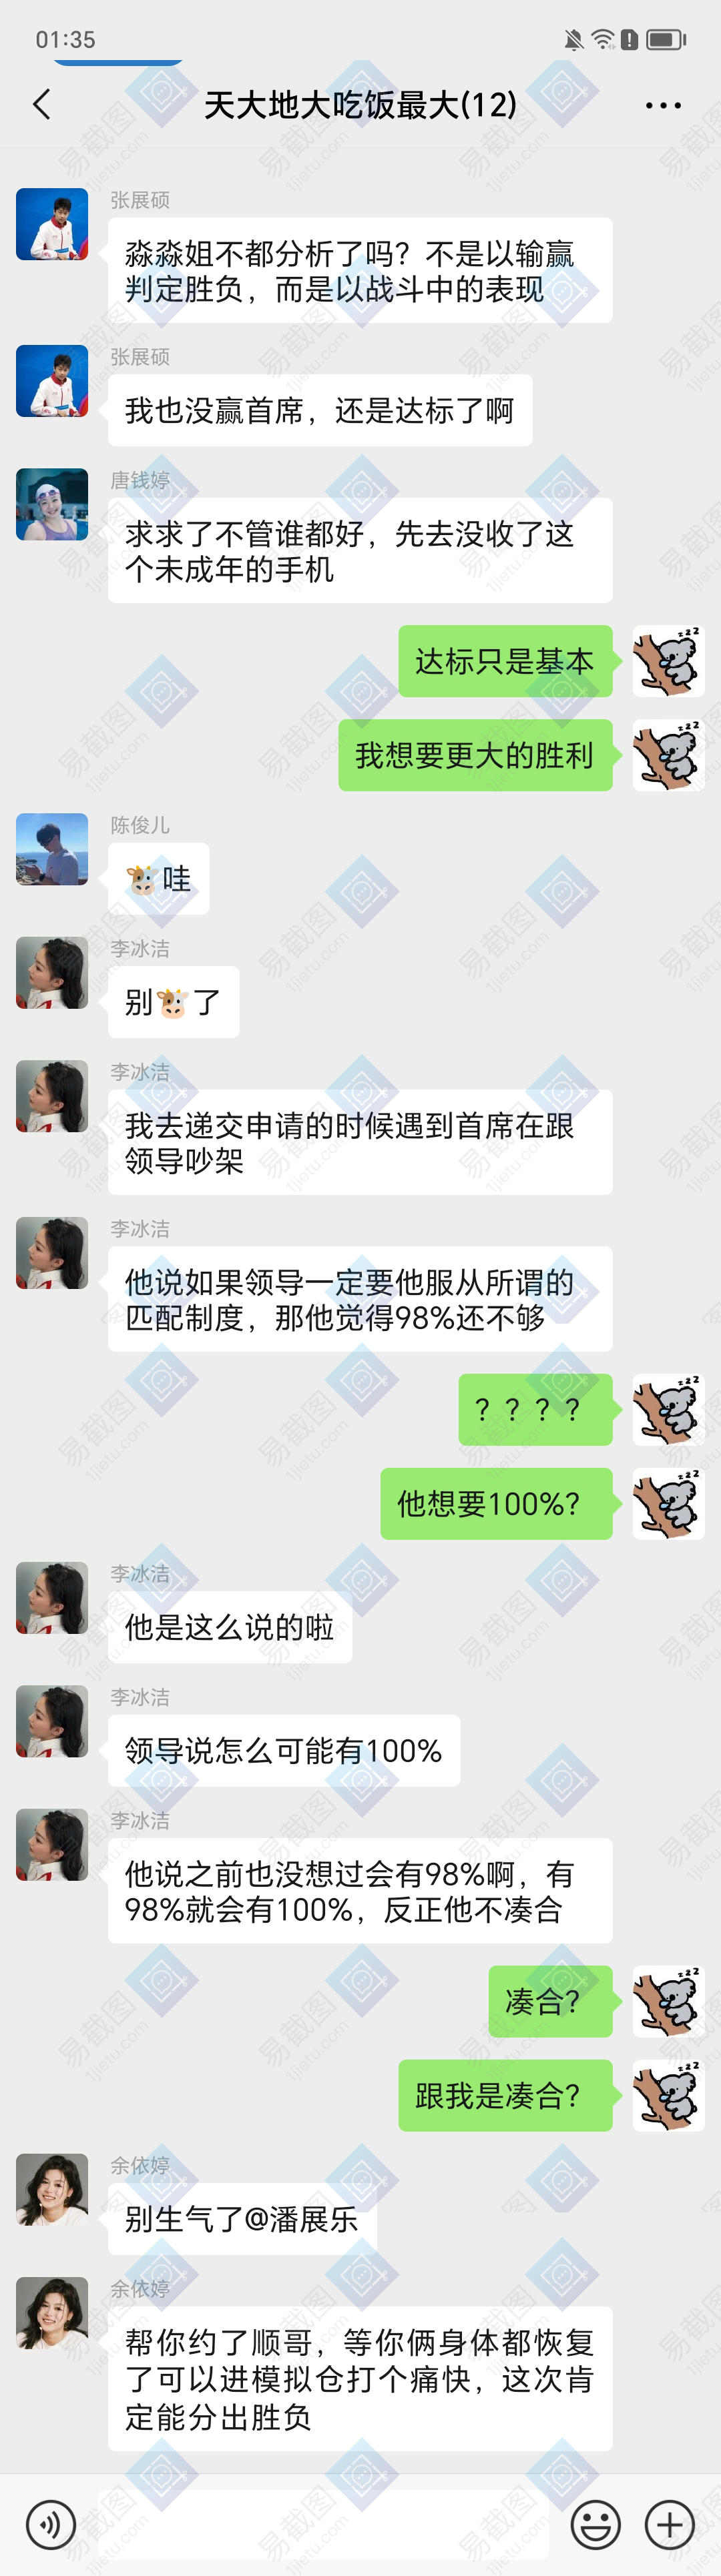 01:35
天大地大吃饭最大(12)
张展硕
淼淼姐不都分析了吗？不是以输赢
判定胜负，而是以战斗中的表现
张展硕
我也没赢首席，还是达标了啊
唐钱婷
求求了不管谁都好，先去没收了这
个未成年的手机
达标只是基本
我想要更大的胜利
陈俊儿
🐮哇
李冰洁
别🐮了
李冰洁
我去递交申请的时候遇到首席在跟
领导吵架
李冰洁
他说如果领导一定要他服从所谓的
匹配制度，那他觉得98%还不够
？？？？
他想要100%？
李冰洁
他是这么说的啦
李冰洁
领导说怎么可能有100%
李冰洁
他说之前也没想过会有98%啊，有
98%就会有100%，反正他不凑合
凑合？
跟我是凑合？
余依婷
别生气了@潘展乐
余依婷
帮你约了顺哥，等你俩身体都恢复
了可以进模拟仓打个痛快，这次肯
定能分出胜负
易截图
1jietu.com